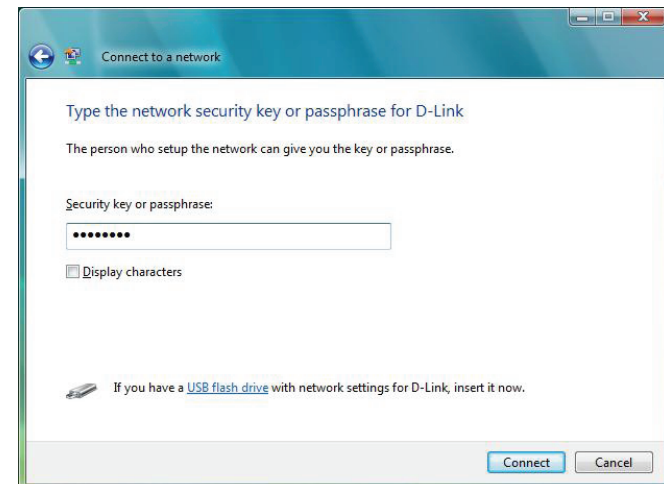 Connect to a network
Type the network security key or passphrase for D-Link
The person who setup the network can give you the key or passphrase.
Security key or passphrase:
••••••••
Display characters
If you have a USB flash drive with network settings for D-Link, insert it now.
Connect Cancel